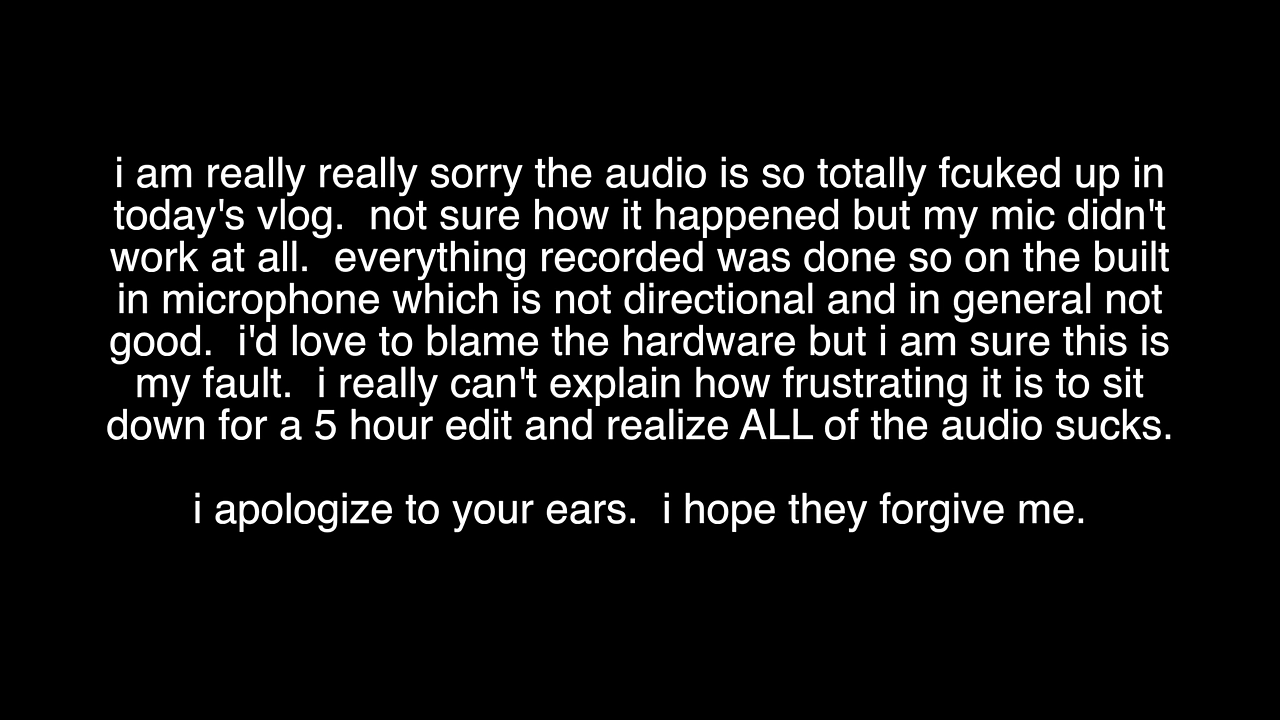 i am really really sorry the audio is so totally fcuked up in
today's vlog.  not sure how it happened but my mic didn't
work at all.  everything recorded was done so on the built
in microphone which is not directional and in general not
good.  i'd love to blame the hardware but i am sure this is
my fault.  i really can't explain how frustrating it is to sit
down for a 5 hour edit and realize ALL of the audio sucks.
i apologize to your ears.  i hope they forgive me.